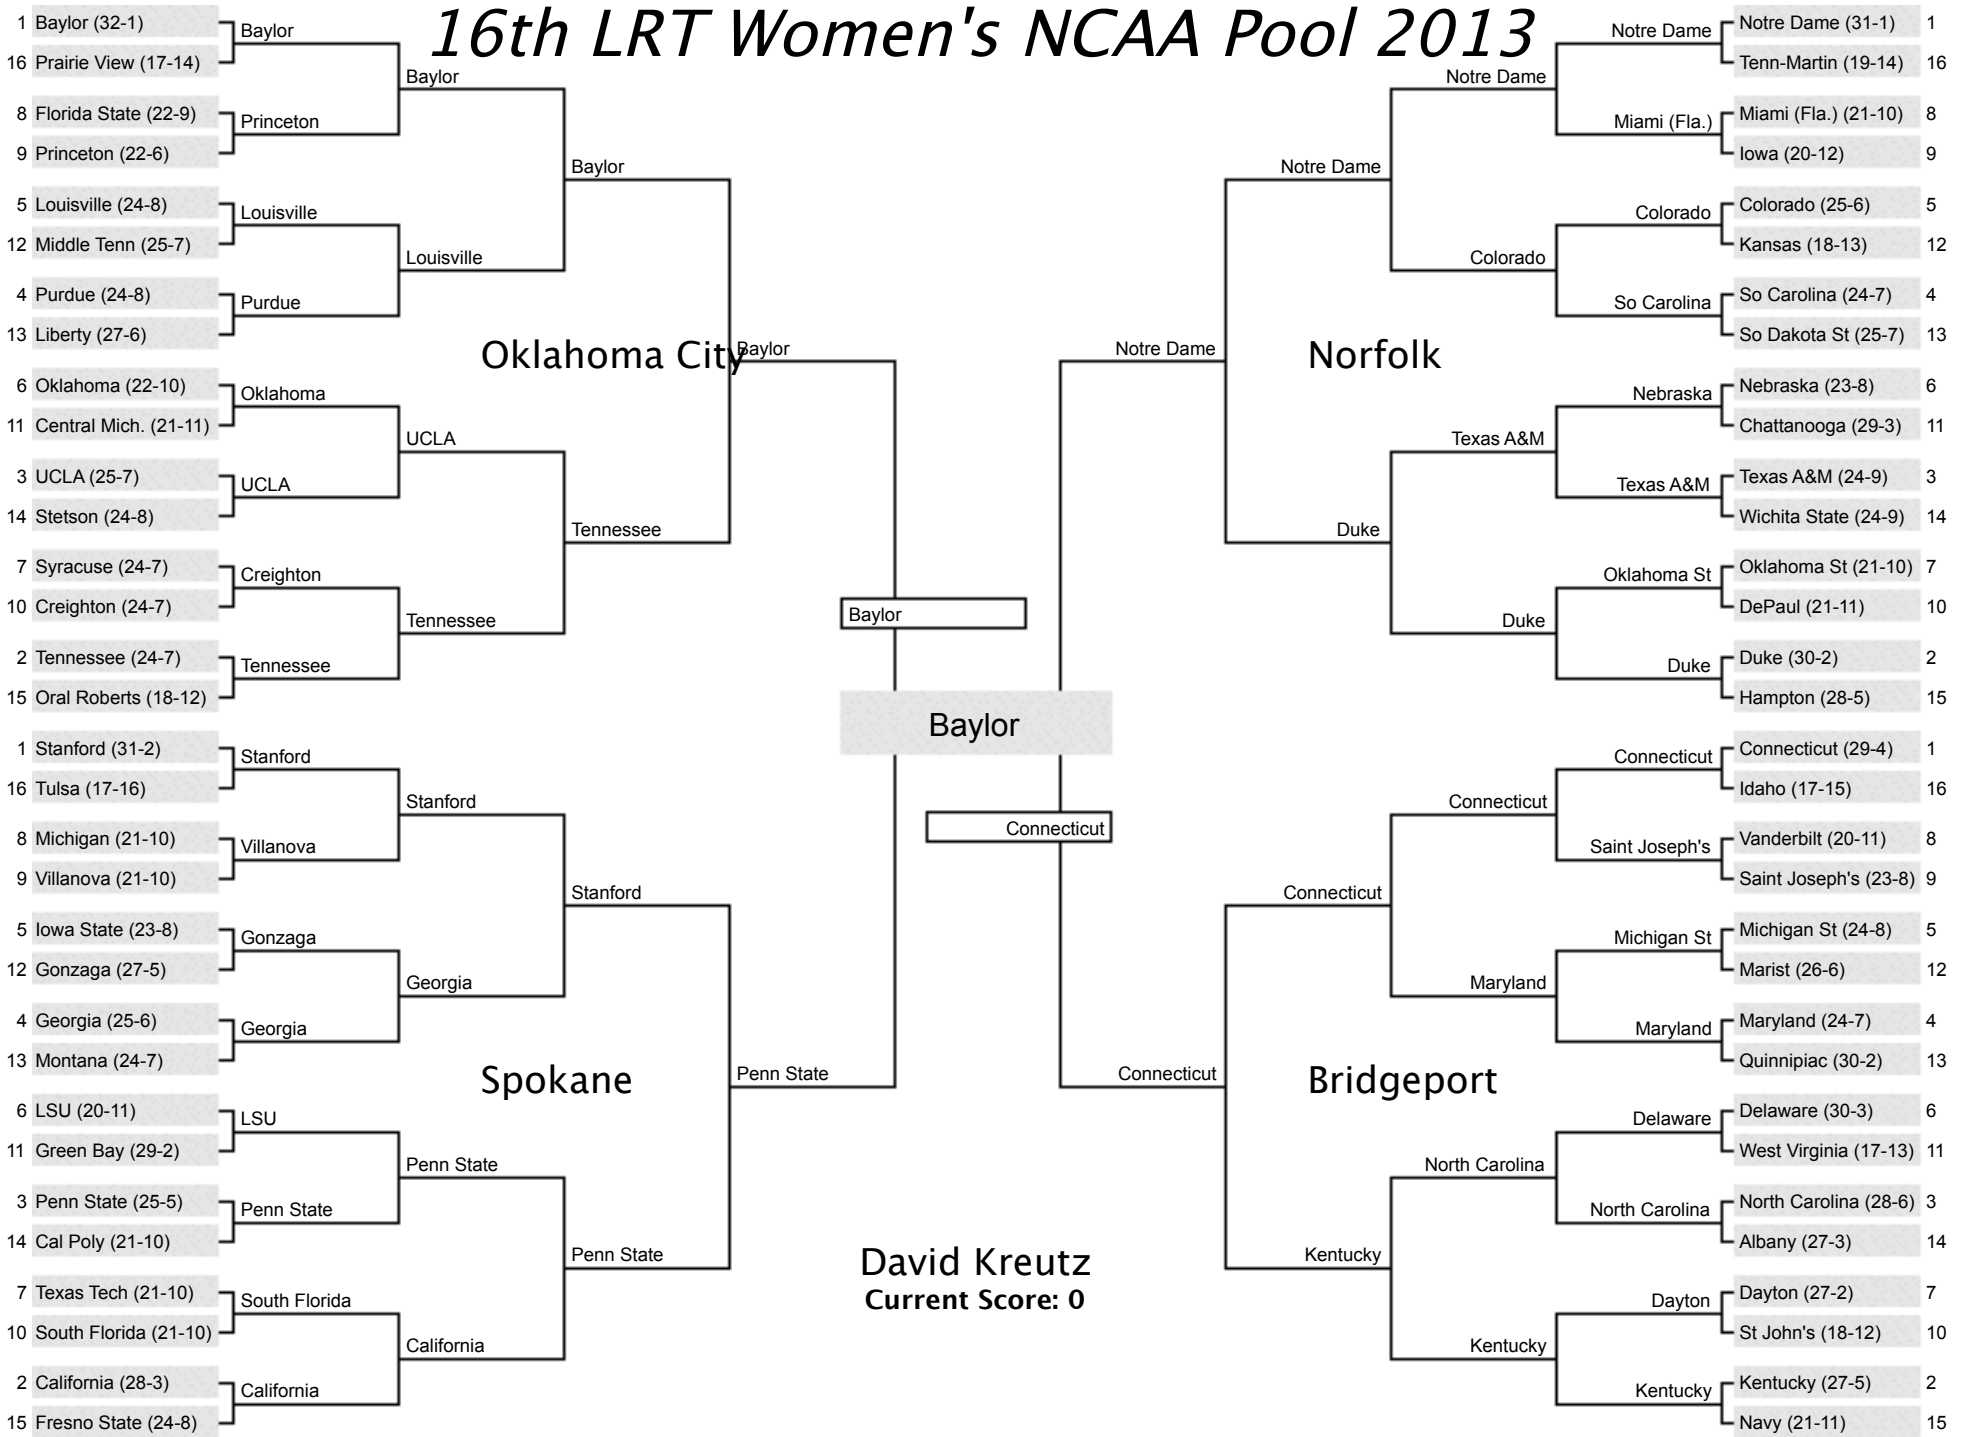 16th LRT Women's NCAA Pool 2013
1 Baylor (32-1)
16 Prairie View (17-14)
8 Florida State (22-9)
9 Princeton (22-6)
5 Louisville (24-8)
12 Middle Tenn (25-7)
4 Purdue (24-8)
13 Liberty (27-6)
6 Oklahoma (22-10)
11 Central Mich. (21-11)
3 UCLA (25-7)
14 Stetson (24-8)
7 Syracuse (24-7)
10 Creighton (24-7)
2 Tennessee (24-7)
15 Oral Roberts (18-12)
Baylor
Princeton
Louisville
Purdue
Oklahoma
UCLA
Creighton
Tennessee
Baylor
Louisville
UCLA
Tennessee
Baylor
Tennessee
Oklahoma City
Baylor
1 Stanford (31-2)
16 Tulsa (17-16)
8 Michigan (21-10)
9 Villanova (21-10)
5 Iowa State (23-8)
12 Gonzaga (27-5)
4 Georgia (25-6)
13 Montana (24-7)
6 LSU (20-11)
11 Green Bay (29-2)
3 Penn State (25-5)
14 Cal Poly (21-10)
7 Texas Tech (21-10)
10 South Florida (21-10)
2 California (28-3)
15 Fresno State (24-8)
Stanford
Villanova
Gonzaga
Georgia
LSU
Penn State
South Florida
California
Stanford
Georgia
Penn State
California
Stanford
Penn State
Spokane
Penn State
Baylor
Baylor
Connecticut
David Kreutz
Current Score: 0
Notre Dame (31-1) 1
Tenn-Martin (19-14) 16
Miami (Fla.) (21-10) 8
Iowa (20-12) 9
Colorado (25-6) 5
Kansas (18-13) 12
So Carolina (24-7) 4
So Dakota St (25-7) 13
Nebraska (23-8) 6
Chattanooga (29-3) 11
Texas A&M (24-9) 3
Wichita State (24-9) 14
Oklahoma St (21-10) 7
DePaul (21-11) 10
Duke (30-2) 2
Hampton (28-5) 15
Notre Dame
Miami (Fla.)
Colorado
So Carolina
Nebraska
Texas A&M
Oklahoma St
Duke
Notre Dame
Colorado
Texas A&M
Duke
Notre Dame
Duke
Norfolk
Notre Dame
Connecticut (29-4) 1
Idaho (17-15) 16
Vanderbilt (20-11) 8
Saint Joseph's (23-8) 9
Michigan St (24-8) 5
Marist (26-6) 12
Maryland (24-7) 4
Quinnipiac (30-2) 13
Delaware (30-3) 6
West Virginia (17-13) 11
North Carolina (28-6) 3
Albany (27-3) 14
Dayton (27-2) 7
St John's (18-12) 10
Kentucky (27-5) 2
Navy (21-11) 15
Connecticut
Saint Joseph's
Michigan St
Maryland
Delaware
North Carolina
Dayton
Kentucky
Connecticut
Maryland
North Carolina
Kentucky
Connecticut
Kentucky
Bridgeport
Connecticut